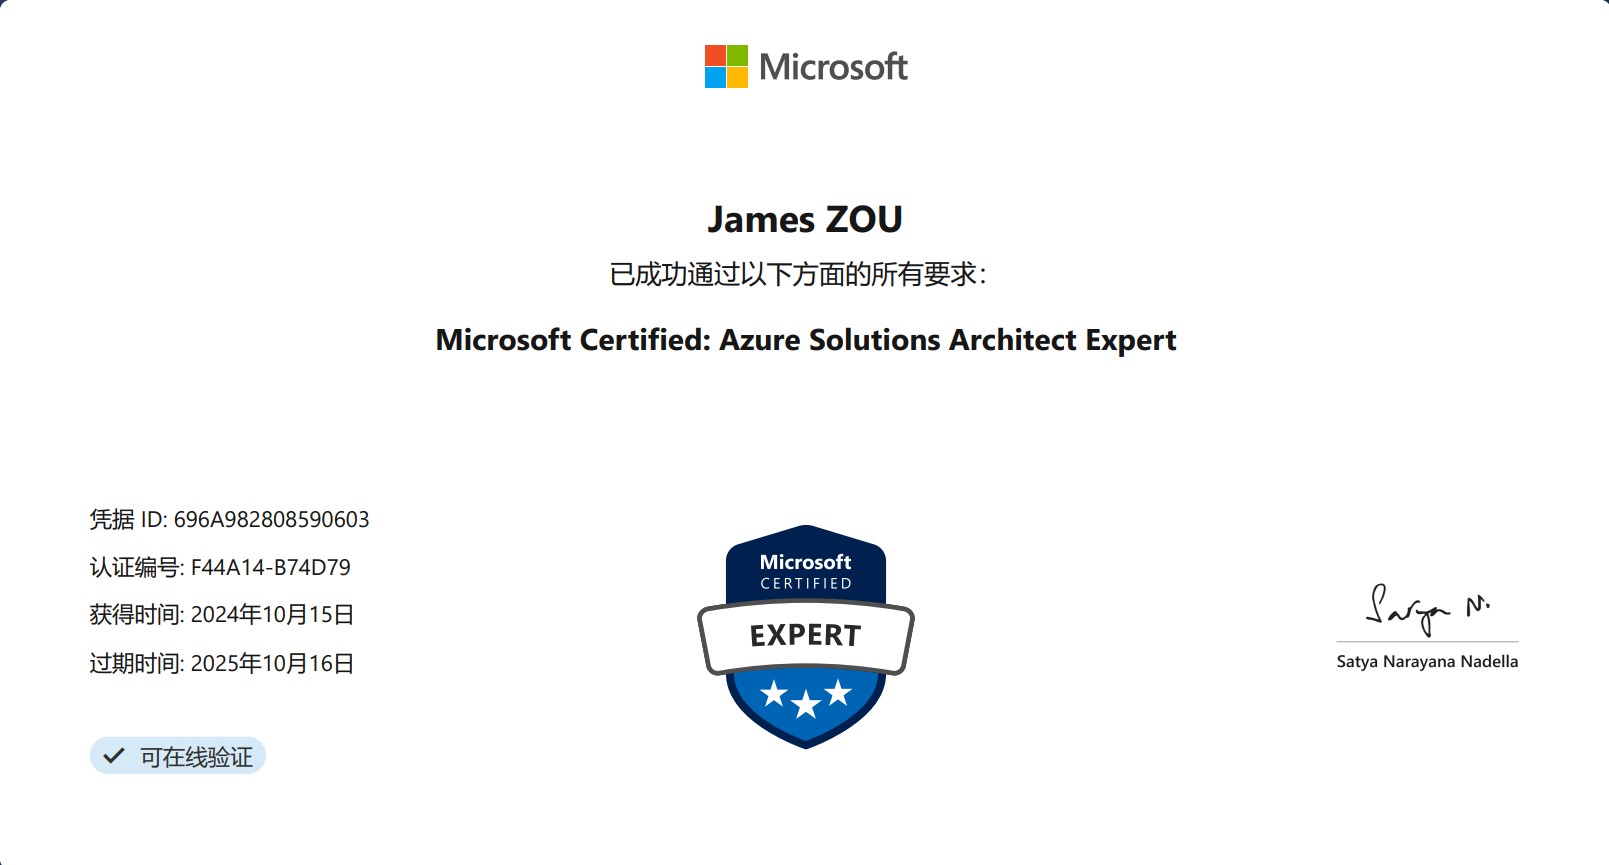 Microsoft
James ZOU
已成功通过以下方面的所有要求：
Microsoft Certified: Azure Solutions Architect Expert
凭据 ID: 696A982808590603
认证编号: F44A14-B74D79
获得时间: 2024年10月15日
过期时间: 2025年10月16日
可在线验证
Microsoft
CERTIFIED
EXPERT
Satya N.
Satya Narayana Nadella